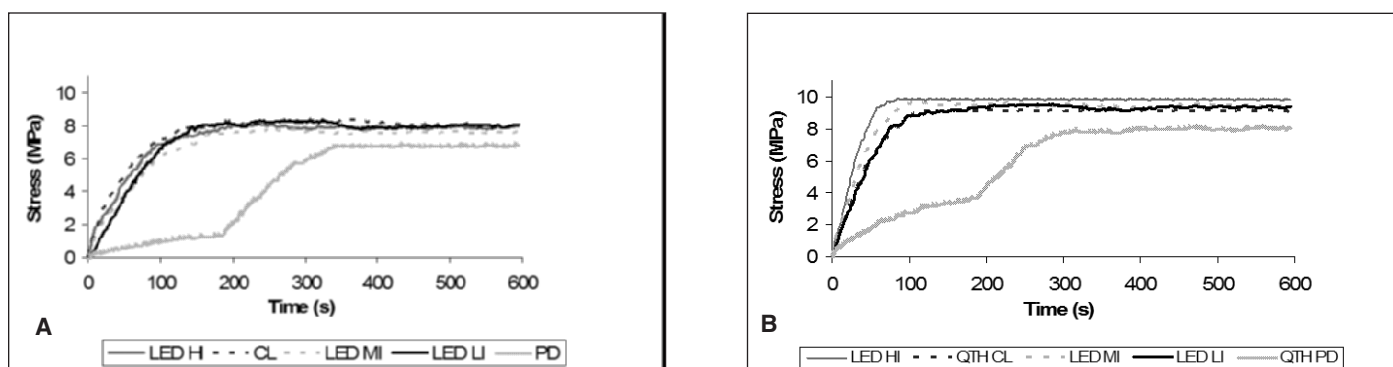 10
8
6
4
2
0
Stress (MPa)
0 100 200 300 400 500 600
Time (s)
A
LED HI CL LED MI LED LI PD
10
8
6
4
2
0
Stress (MPa)
0 100 200 300 400 500 600
Time (s)
B
LED HI QTH CL LED MI LED LI QTH PD